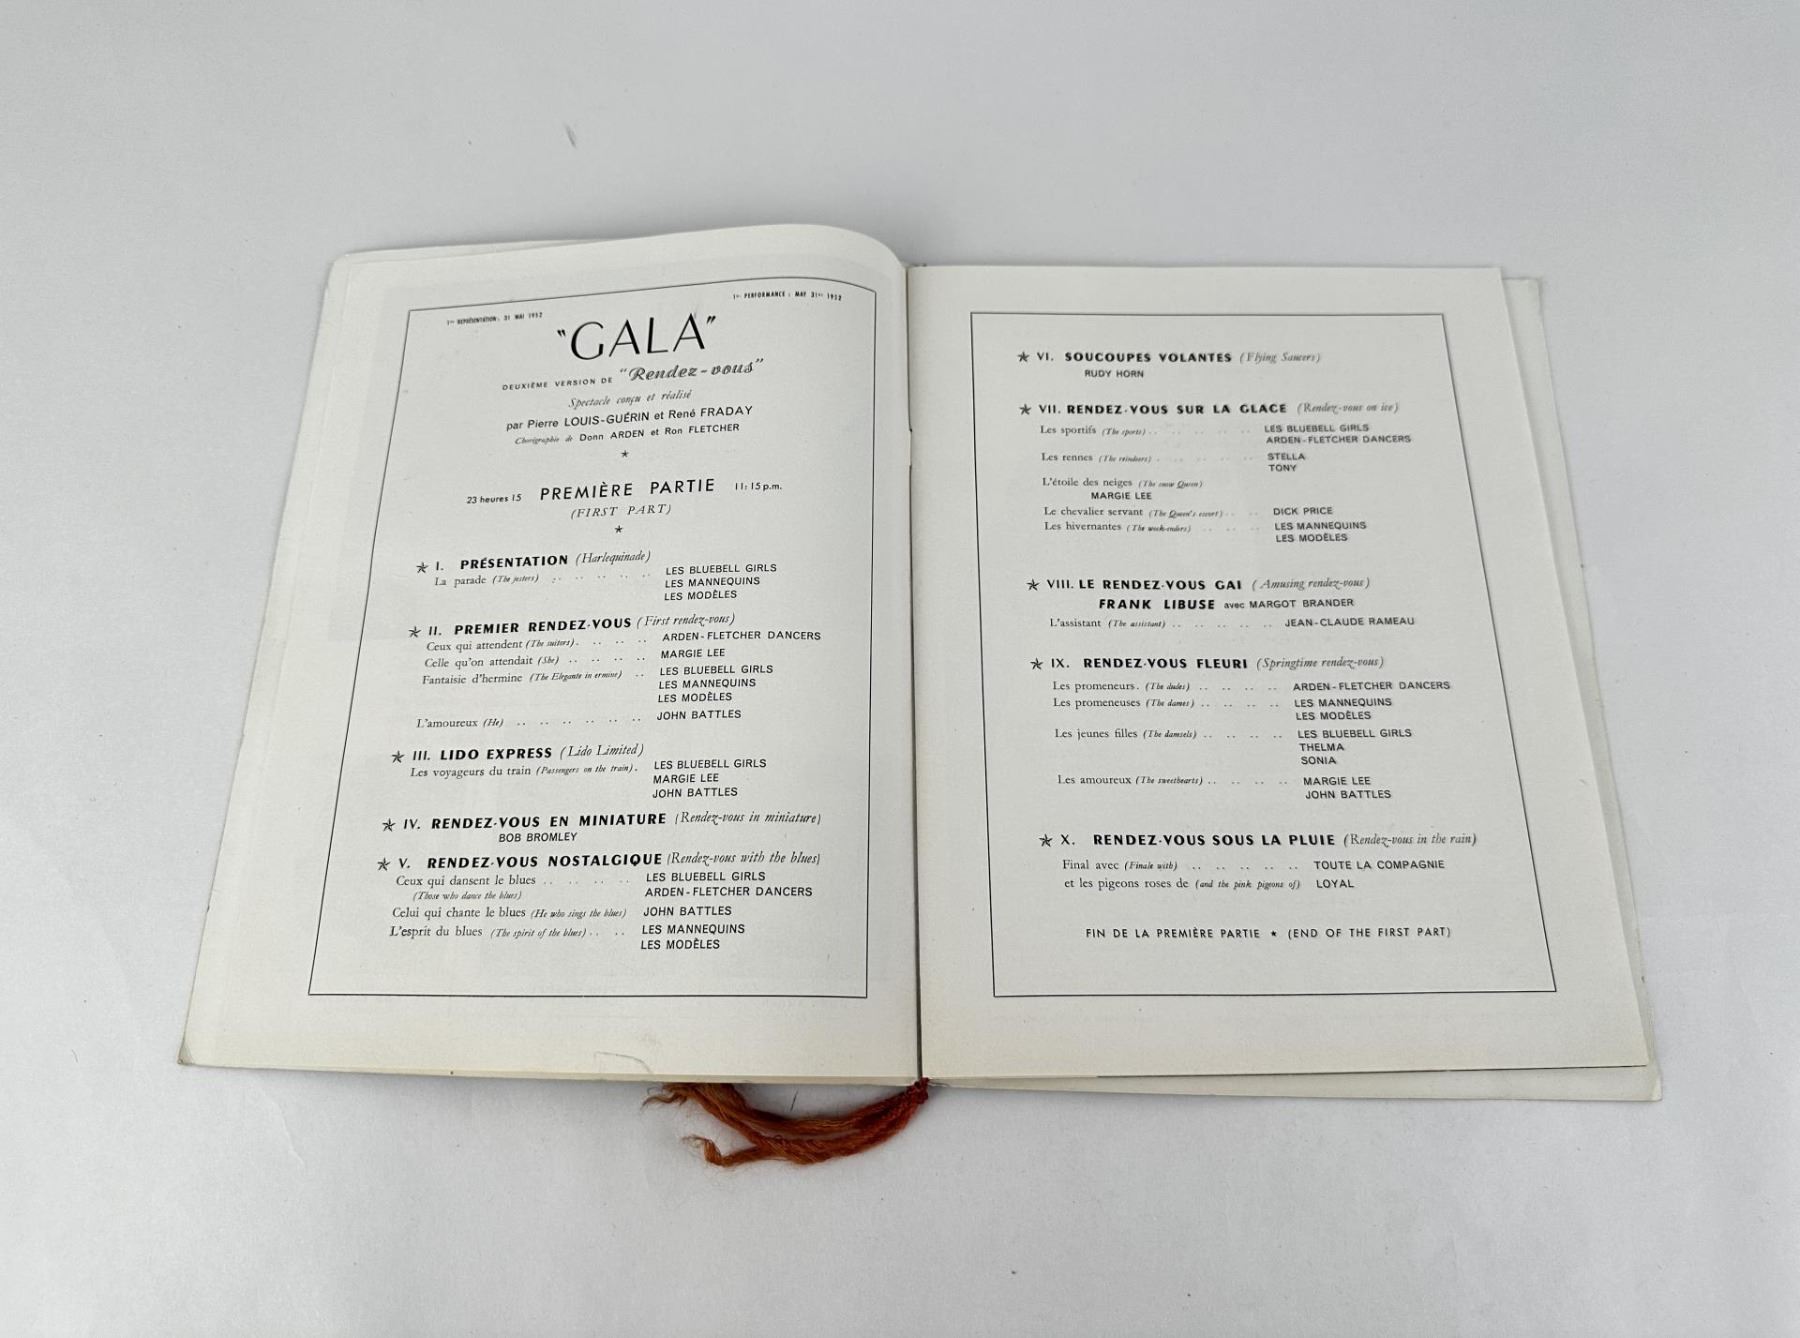 1re REPRÉSENTATION: 31 MAI 1952
1re PERFORMANCE: MAY 31st 1952
"GALA"
DEUXIÈME VERSION DE "Rendez-vous"
Spectacle conçu et réalisé
par Pierre LOUIS-GUÉRIN et René FRADAY
Chorégraphie de Donn ARDEN et Ron FLETCHER
*
23 heures 15 PREMIÈRE PARTIE 11:15 p.m.
(FIRST PART)
*
* I. PRÉSENTATION (Harlequinade)
La parade (The jesters) LES BLUEBELL GIRLS
LES MANNEQUINS
LES MODÈLES
* II. PREMIER RENDEZ-VOUS (First rendez-vous)
Ceux qui attendent (The suitors) ARDEN-FLETCHER DANCERS
Celle qu'on attendait (She) MARGIE LEE
Fantaisie d'hermine (The Elegante in ermine) LES BLUEBELL GIRLS
LES MANNEQUINS
LES MODÈLES
L'amoureux (He) JOHN BATTLES
* III. LIDO EXPRESS (Lido Limited)
Les voyageurs du train (Passengers on the train) LES BLUEBELL GIRLS
MARGIE LEE
JOHN BATTLES
* IV. RENDEZ-VOUS EN MINIATURE (Rendez-vous in miniature)
BOB BROMLEY
* V. RENDEZ-VOUS NOSTALGIQUE (Rendez-vous with the blues)
Ceux qui dansent le blues LES BLUEBELL GIRLS
(Those who dance the blues) ARDEN-FLETCHER DANCERS
Celui qui chante le blues (He who sings the blues) JOHN BATTLES
L'esprit du blues (The spirit of the blues) LES MANNEQUINS
LES MODÈLES
* VI. SOUCOUPES VOLANTES (Flying Saucers)
RUDY HORN
* VII. RENDEZ-VOUS SUR LA GLACE (Rendez-vous on ice)
Les sportifs (The sports) LES BLUEBELL GIRLS
ARDEN-FLETCHER DANCERS
Les rennes (The reindeers) STELLA
TONY
L'étoile des neiges (The snow Queen)
MARGIE LEE
Le chevalier servant (The Queen's escort) DICK PRICE
Les hivernantes (The week-enders) LES MANNEQUINS
LES MODÈLES
* VIII. LE RENDEZ-VOUS GAI (Amusing rendez-vous)
FRANK LIBUSE avec MARGOT BRANDER
L'assistant (The assistant) JEAN-CLAUDE RAMEAU
* IX. RENDEZ-VOUS FLEURI (Springtime rendez-vous)
Les promeneurs. (The dudes) ARDEN-FLETCHER DANCERS
Les promeneuses (The dames) LES MANNEQUINS
LES MODÈLES
Les jeunes filles (The damsels) LES BLUEBELL GIRLS
THELMA
SONIA
Les amoureux (The sweethearts) MARGIE LEE
JOHN BATTLES
* X. RENDEZ-VOUS SOUS LA PLUIE (Rendez-vous in the rain)
Final avec (Finale with) TOUTE LA COMPAGNIE
et les pigeons roses de (and the pink pigeons of) LOYAL
FIN DE LA PREMIÈRE PARTIE * (END OF THE FIRST PART)